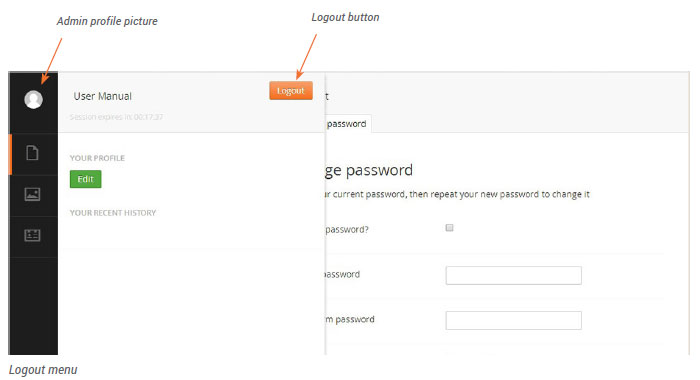 Admin profile picture
Logout button
User Manual
Logout
t
Session expires in 00:17:37
password
YOUR PROFILE
ge password
Edit
ur current password, then repeat your new password to change it
YOUR RECENT HISTORY
password?
password
m password
Logout menu